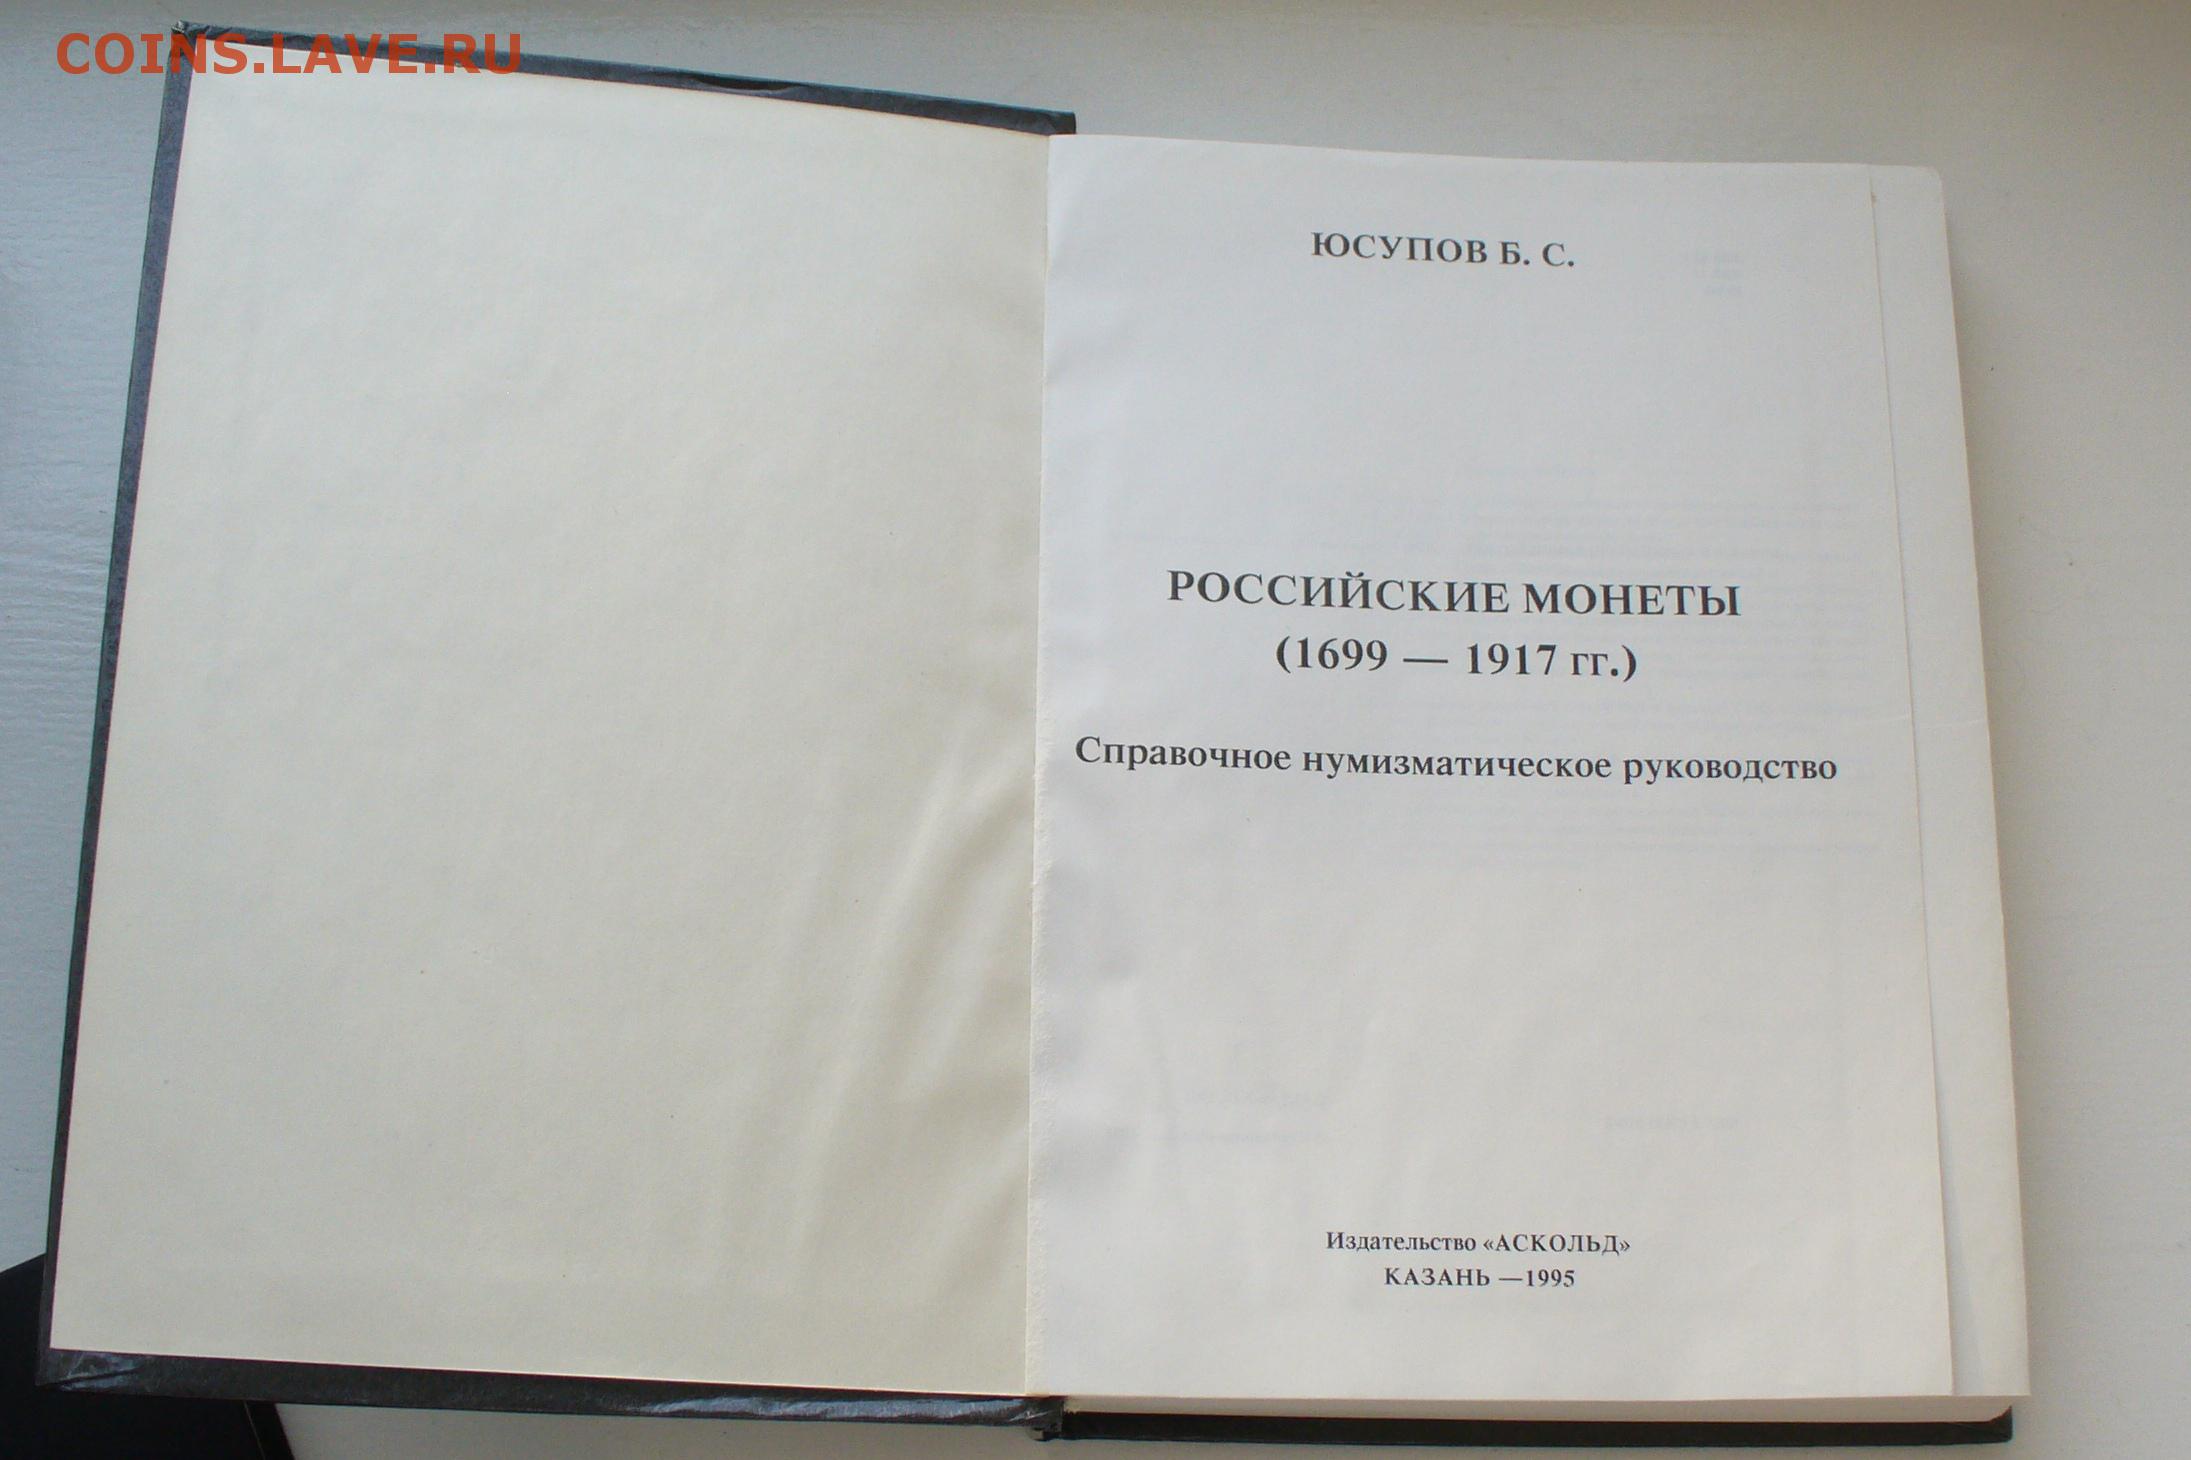 COINS.LAVE.RU
ЮСУПОВ Б. С.
РОССИЙСКИЕ МОНЕТЫ
(1699 — 1917 гг.)
Справочное нумизматическое руководство
Издательство «АСКОЛЬД»
КАЗАНЬ —1995